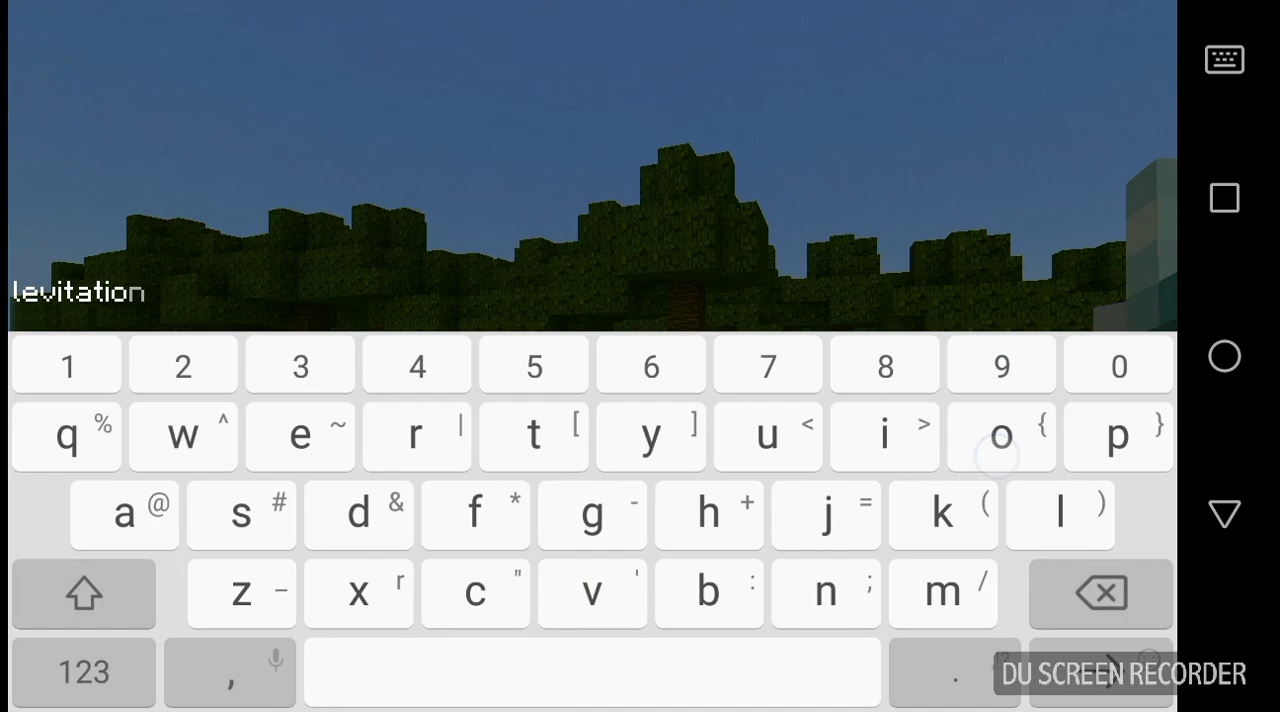 levitation
1 2 3 4 5 6 7 8 9 0
q % w ^ e ~ r | t [ y ] u < i > o { p }
a @ s # d & f * g - h + j = k ( l )
z – x r c " v ' b : n ; m /
123 , . !?
DU SCREEN RECORDER